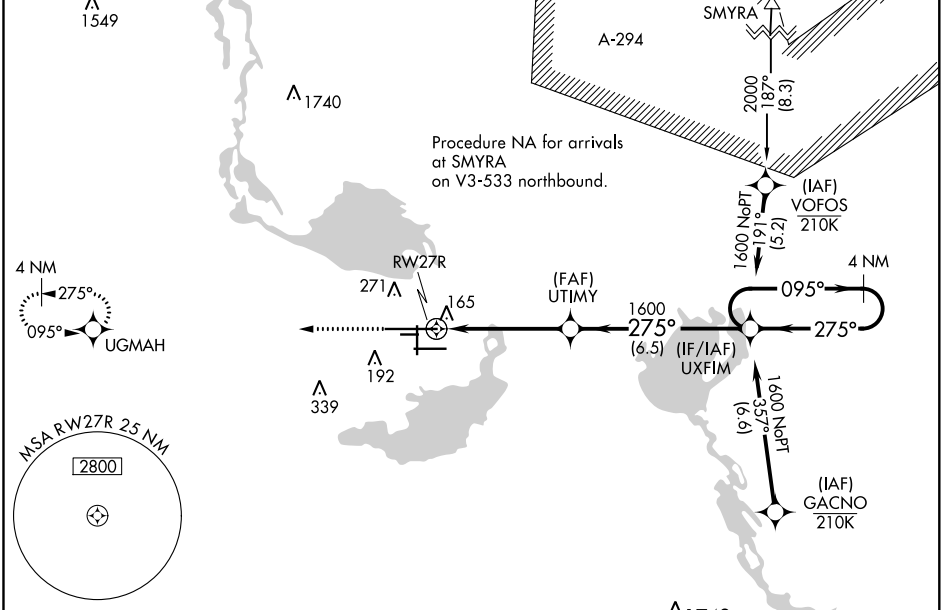 1549
SMYRA
A-294
1740
2000
187°
(8.3)
Procedure NA for arrivals
at SMYRA
on V3-533 northbound.
(IAF)
VOFOS
210K
1600 NoPT
191°
(5.2)
4 NM
275°
095°
UGMAH
RW27R
271
165
(FAF)
UTIMY
1600
275°
(6.5)
(IF/IAF)
UXFIM
4 NM
095°
275°
192
339
1600 NoPT
357°
(6.6)
MSA RW27R 25 NM
2800
(IAF)
GACNO
210K